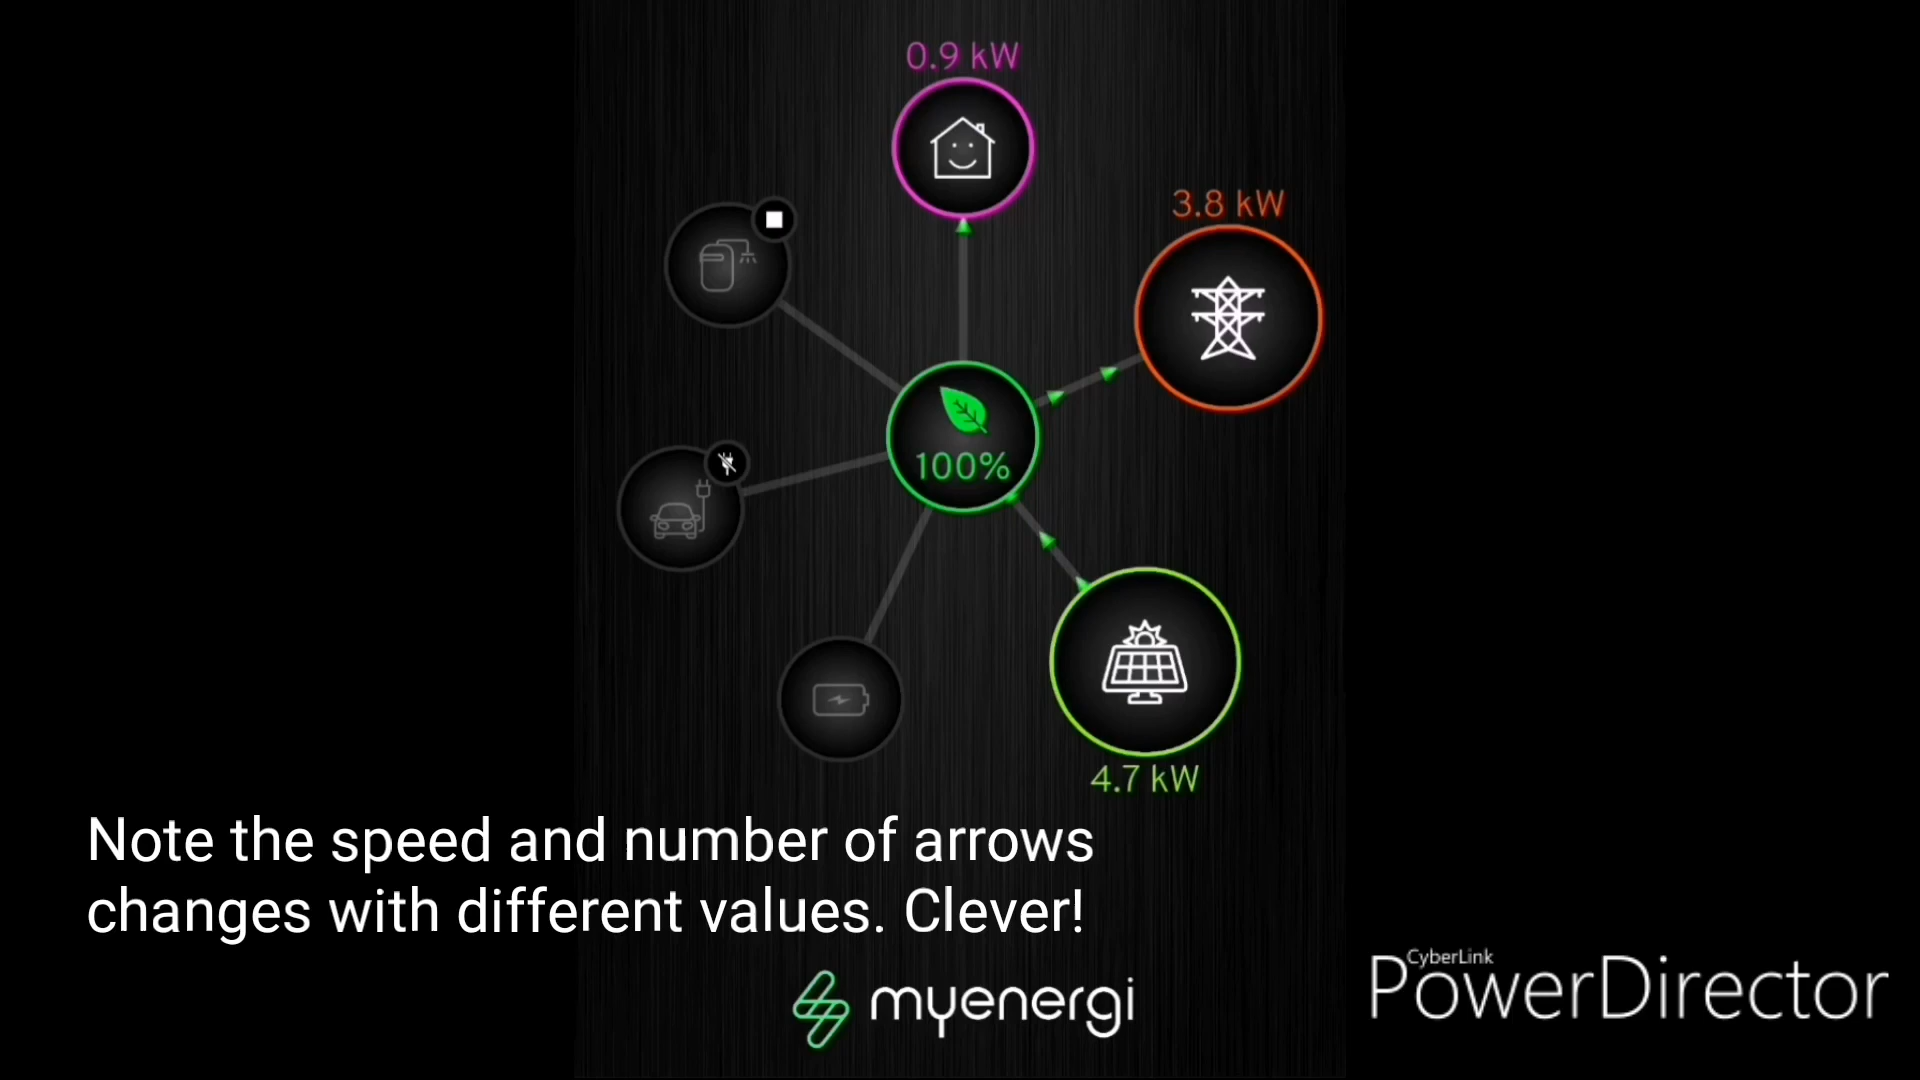 0.9 kW
3.8 kW
100%
4.7 kW
Note the speed and number of arrows
changes with different values. Clever!
myenergi
CyberLink
PowerDirector